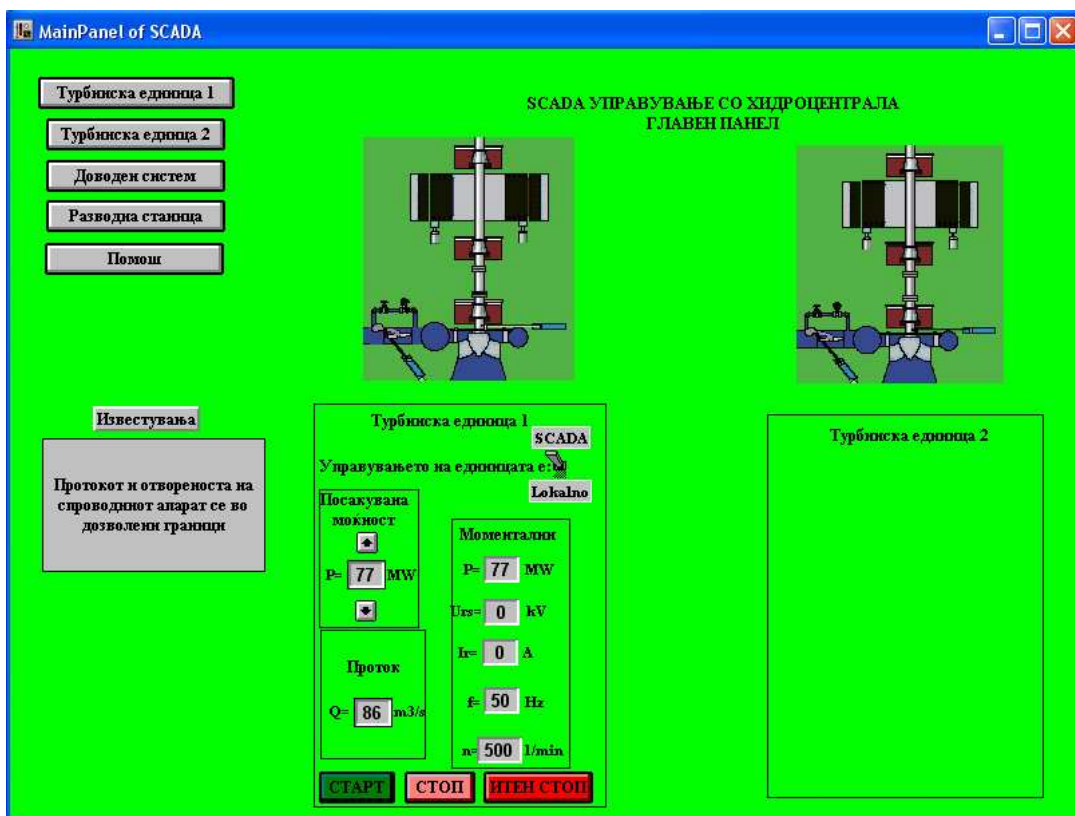 MainPanel of SCADA
Турбинска единица 1
Турбинска единица 2
Доводен систем
Разводна станица
Помош
SCADA УПРАВУВАЊЕ СО ХИДРОЦЕНТРАЛА
ГЛАВЕН ПАНЕЛ
Известувања
Протокот и отвореноста на
спроводниот апарат се во
дозволени граници
Турбинска единица 1
SCADA
Управувањето на единицата е:
Lokalno
Посакувана
моќност
P= 77 MW
Проток
Q= 86 m3/s
Моментални
P= 77 MW
Urs= 0 kV
Ir= 0 A
f= 50 Hz
n= 500 1/min
СТАРТ
СТОП
ИТЕН СТОП
Турбинска единица 2